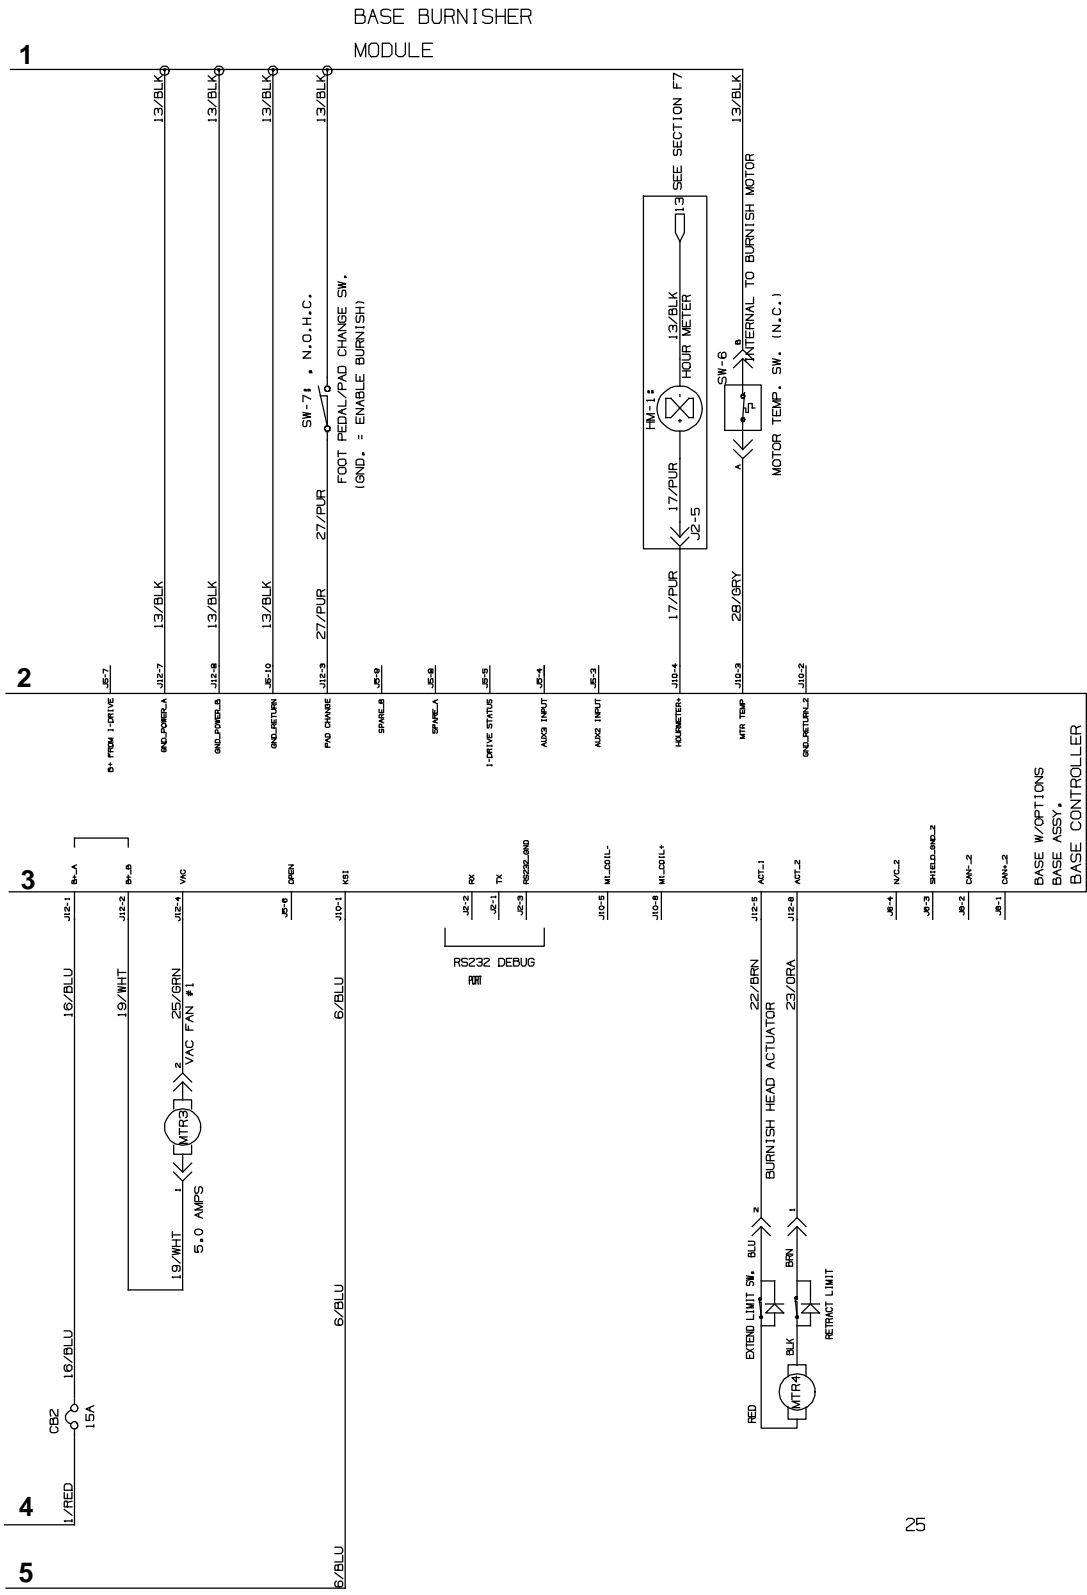 BASE BURNISHER
MODULE
1
13/BLK
13/BLK
13/BLK
13/BLK
13 SEE SECTION F7
13/BLK
INTERNAL TO BURNISH MOTOR
SW-7: . N.O.H.C.
FOOT PEDAL/PAD CHANGE SW.
(GND. = ENABLE BURNISH)
13/BLK
HOUR METER
HM-1:
SW-6
B
A
MOTOR TEMP. SW. (N.C.)
27/PUR
17/PUR
J2-5
13/BLK
13/BLK
13/BLK
27/PUR
17/PUR
28/GRY
2
J5-7
J12-7
J12-8
J5-10
J12-3
J5-9
J5-8
J5-5
J5-4
J5-3
J10-4
J10-3
J10-2
B+ FROM I-DRIVE
GND_POWER_A
GND_POWER_B
GND_RETURN
PAD CHANGE
SPARE_B
SPARE_A
I-DRIVE STATUS
AUX3 INPUT
AUX2 INPUT
HOURMETER+
MTR TEMP
GND_RETURN_2
BASE W/OPTIONS
BASE ASSY.
BASE CONTROLLER
3
B+_A
B+_B
VAC
OPEN
KSI
RX
TX
RS232_GND
M1_COIL-
M1_COIL+
ACT_1
ACT_2
N/C_2
SHIELD_GND_2
CAN-_2
CAN+_2
J12-1
J12-2
J12-4
J5-6
J10-1
J2-2
J2-1
J2-3
J10-5
J10-6
J12-5
J12-6
J8-4
J8-3
J8-2
J8-1
RS232 DEBUG
16/BLU
19/WHT
25/GRN
VAC FAN #1
6/BLU
22/BRN
23/ORA
BURNISH HEAD ACTUATOR
2
MTR3
1
5.0 AMPS
19/WHT
2
1
BLU
BRN
EXTEND LIMIT SW.
RETRACT LIMIT
6/BLU
16/BLU
BLK
RED
MTR4
CB2
15A
4
1/RED
25
5
6/BLU